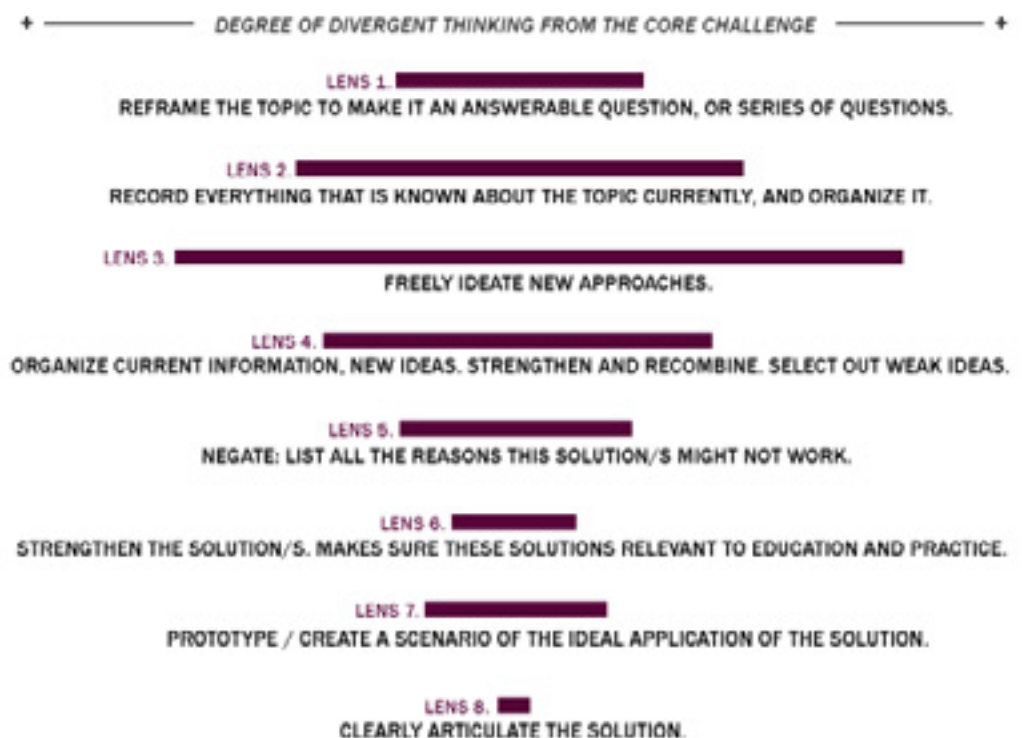 + DEGREE OF DIVERGENT THINKING FROM THE CORE CHALLENGE +
LENS 1.
REFRAME THE TOPIC TO MAKE IT AN ANSWERABLE QUESTION, OR SERIES OF QUESTIONS.
LENS 2.
RECORD EVERYTHING THAT IS KNOWN ABOUT THE TOPIC CURRENTLY, AND ORGANIZE IT.
LENS 3.
FREELY IDEATE NEW APPROACHES.
LENS 4.
ORGANIZE CURRENT INFORMATION, NEW IDEAS. STRENGTHEN AND RECOMBINE. SELECT OUT WEAK IDEAS.
LENS 5.
NEGATE: LIST ALL THE REASONS THIS SOLUTION/S MIGHT NOT WORK.
LENS 6.
STRENGTHEN THE SOLUTION/S. MAKES SURE THESE SOLUTIONS RELEVANT TO EDUCATION AND PRACTICE.
LENS 7.
PROTOTYPE / CREATE A SCENARIO OF THE IDEAL APPLICATION OF THE SOLUTION.
LENS 8.
CLEARLY ARTICULATE THE SOLUTION.